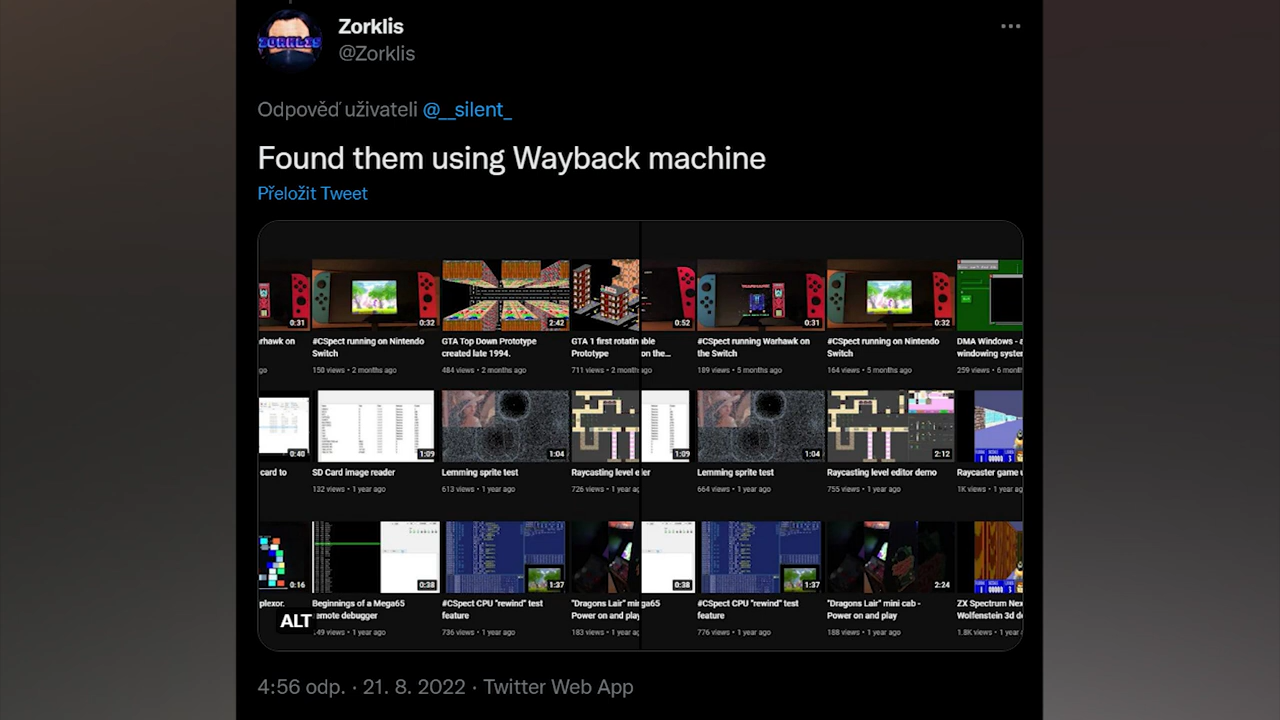 Zorklis
@Zorklis
ZORKLIS
Odpověď uživateli @__silent_
Found them using Wayback machine
Přeložit Tweet
0:31
0:32
2:42
0:52
0:31
0:32
rhawk on
#CSpect running on Nintendo
Switch
GTA Top Down Prototype
created late 1994.
GTA 1 first rotatin
Prototype
able
on the...
#CSpect running Warhawk on
the Switch
#CSpect running on Nintendo
Switch
DMA Windows - a
windowing syster
go
150 views • 2 months ago
484 views • 2 months ago
711 views • 2 month
ago
189 views • 5 months ago
164 views • 5 months ago
259 views • 6 mont
0:40
1:09
1:04
1:09
1:04
2:12
card to
SD Card image reader
Lemming sprite test
Raycasting level e
der
Lemming sprite test
Raycasting level editor demo
Raycaster game u
132 views • 1 year ago
613 views • 1 year ago
726 views • 1 year ag
664 views • 1 year ago
755 views • 1 year ago
1K views • 1 year ag
0:16
0:38
1:37
0:38
1:37
2:24
plexor.
Beginnings of a Mega65
emote debugger
#CSpect CPU "rewind" test
feature
"Dragons Lair" mi
Power on and play
ga65
#CSpect CPU "rewind" test
feature
"Dragons Lair" mini cab -
Power on and play
ZX Spectrum Nex
Wolfenstein 3d d
ALT
49 views • 1 year ago
736 views • 1 year ago
183 views • 1 year ag
776 views • 1 year ago
188 views • 1 year ago
1.8K views • 1 year
4:56 odp. · 21. 8. 2022 · Twitter Web App